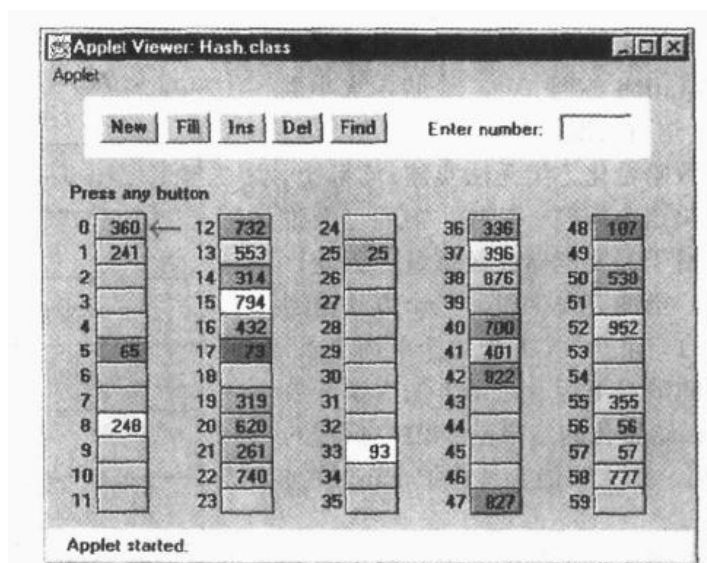 Applet Viewer: Hash.class
Applet
New Fill Ins Del Find Enter number:
Press any button
0 360 12 732 24 36 336 48 107
1 241 13 553 25 25 37 396 49
2 14 314 26 38 876 50 530
3 15 794 27 39 51
4 16 432 28 40 700 52 952
5 65 17 73 29 41 401 53
6 18 30 42 822 54
7 19 319 31 43 55 355
8 248 20 620 32 44 56 56
9 21 261 33 93 45 57 57
10 22 740 34 46 58 777
11 23 35 47 827 59
Applet started.